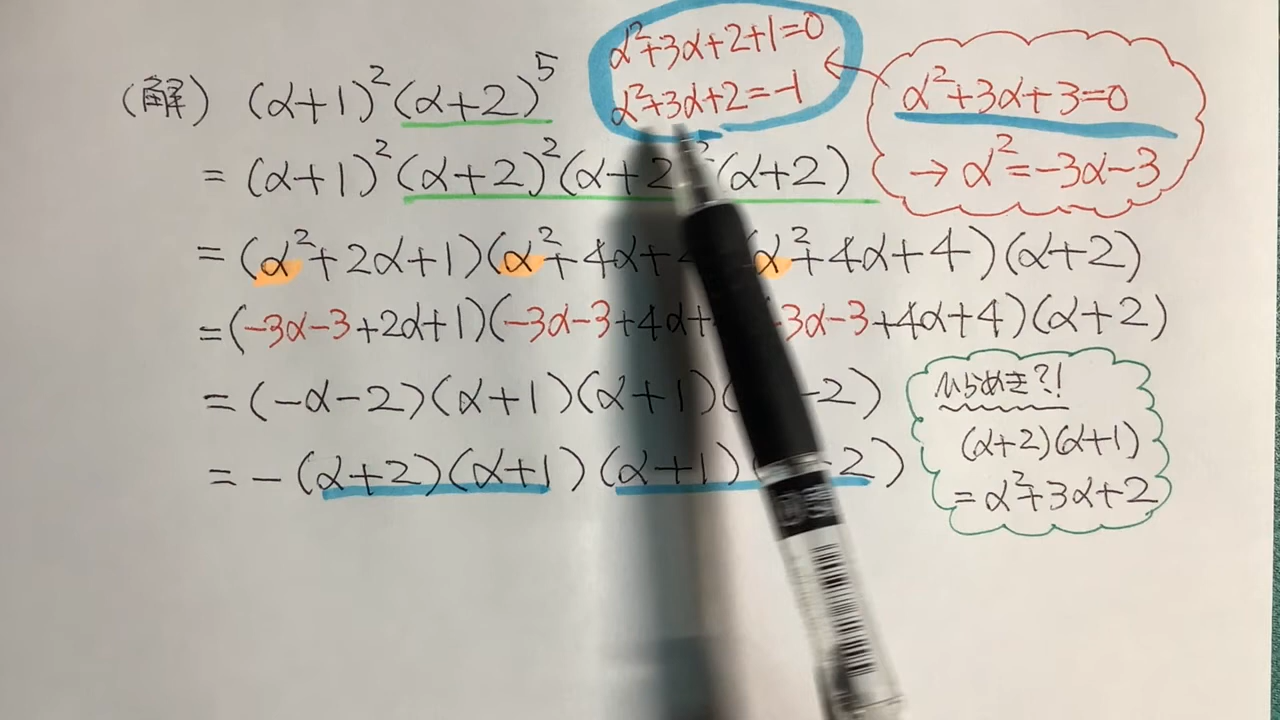 (解) (α+1)²(α+2)⁵
α²+3α+2+1=0
α²+3α+2=-1
α²+3α+3=0
→ α²=-3α-3
= (α+1)²(α+2)²(α+2)²(α+2)
= (α²+2α+1)(α²+4α+ α²+4α+4)(α+2)
= (-3α-3+2α+1)(-3α-3+4α+ 3α-3+4α+4)(α+2)
= (-α-2)(α+1)(α+1)( -2)
= -(α+2)(α+1)(α+1) 2)
ひらめき?!
(α+2)(α+1)
= α²+3α+2